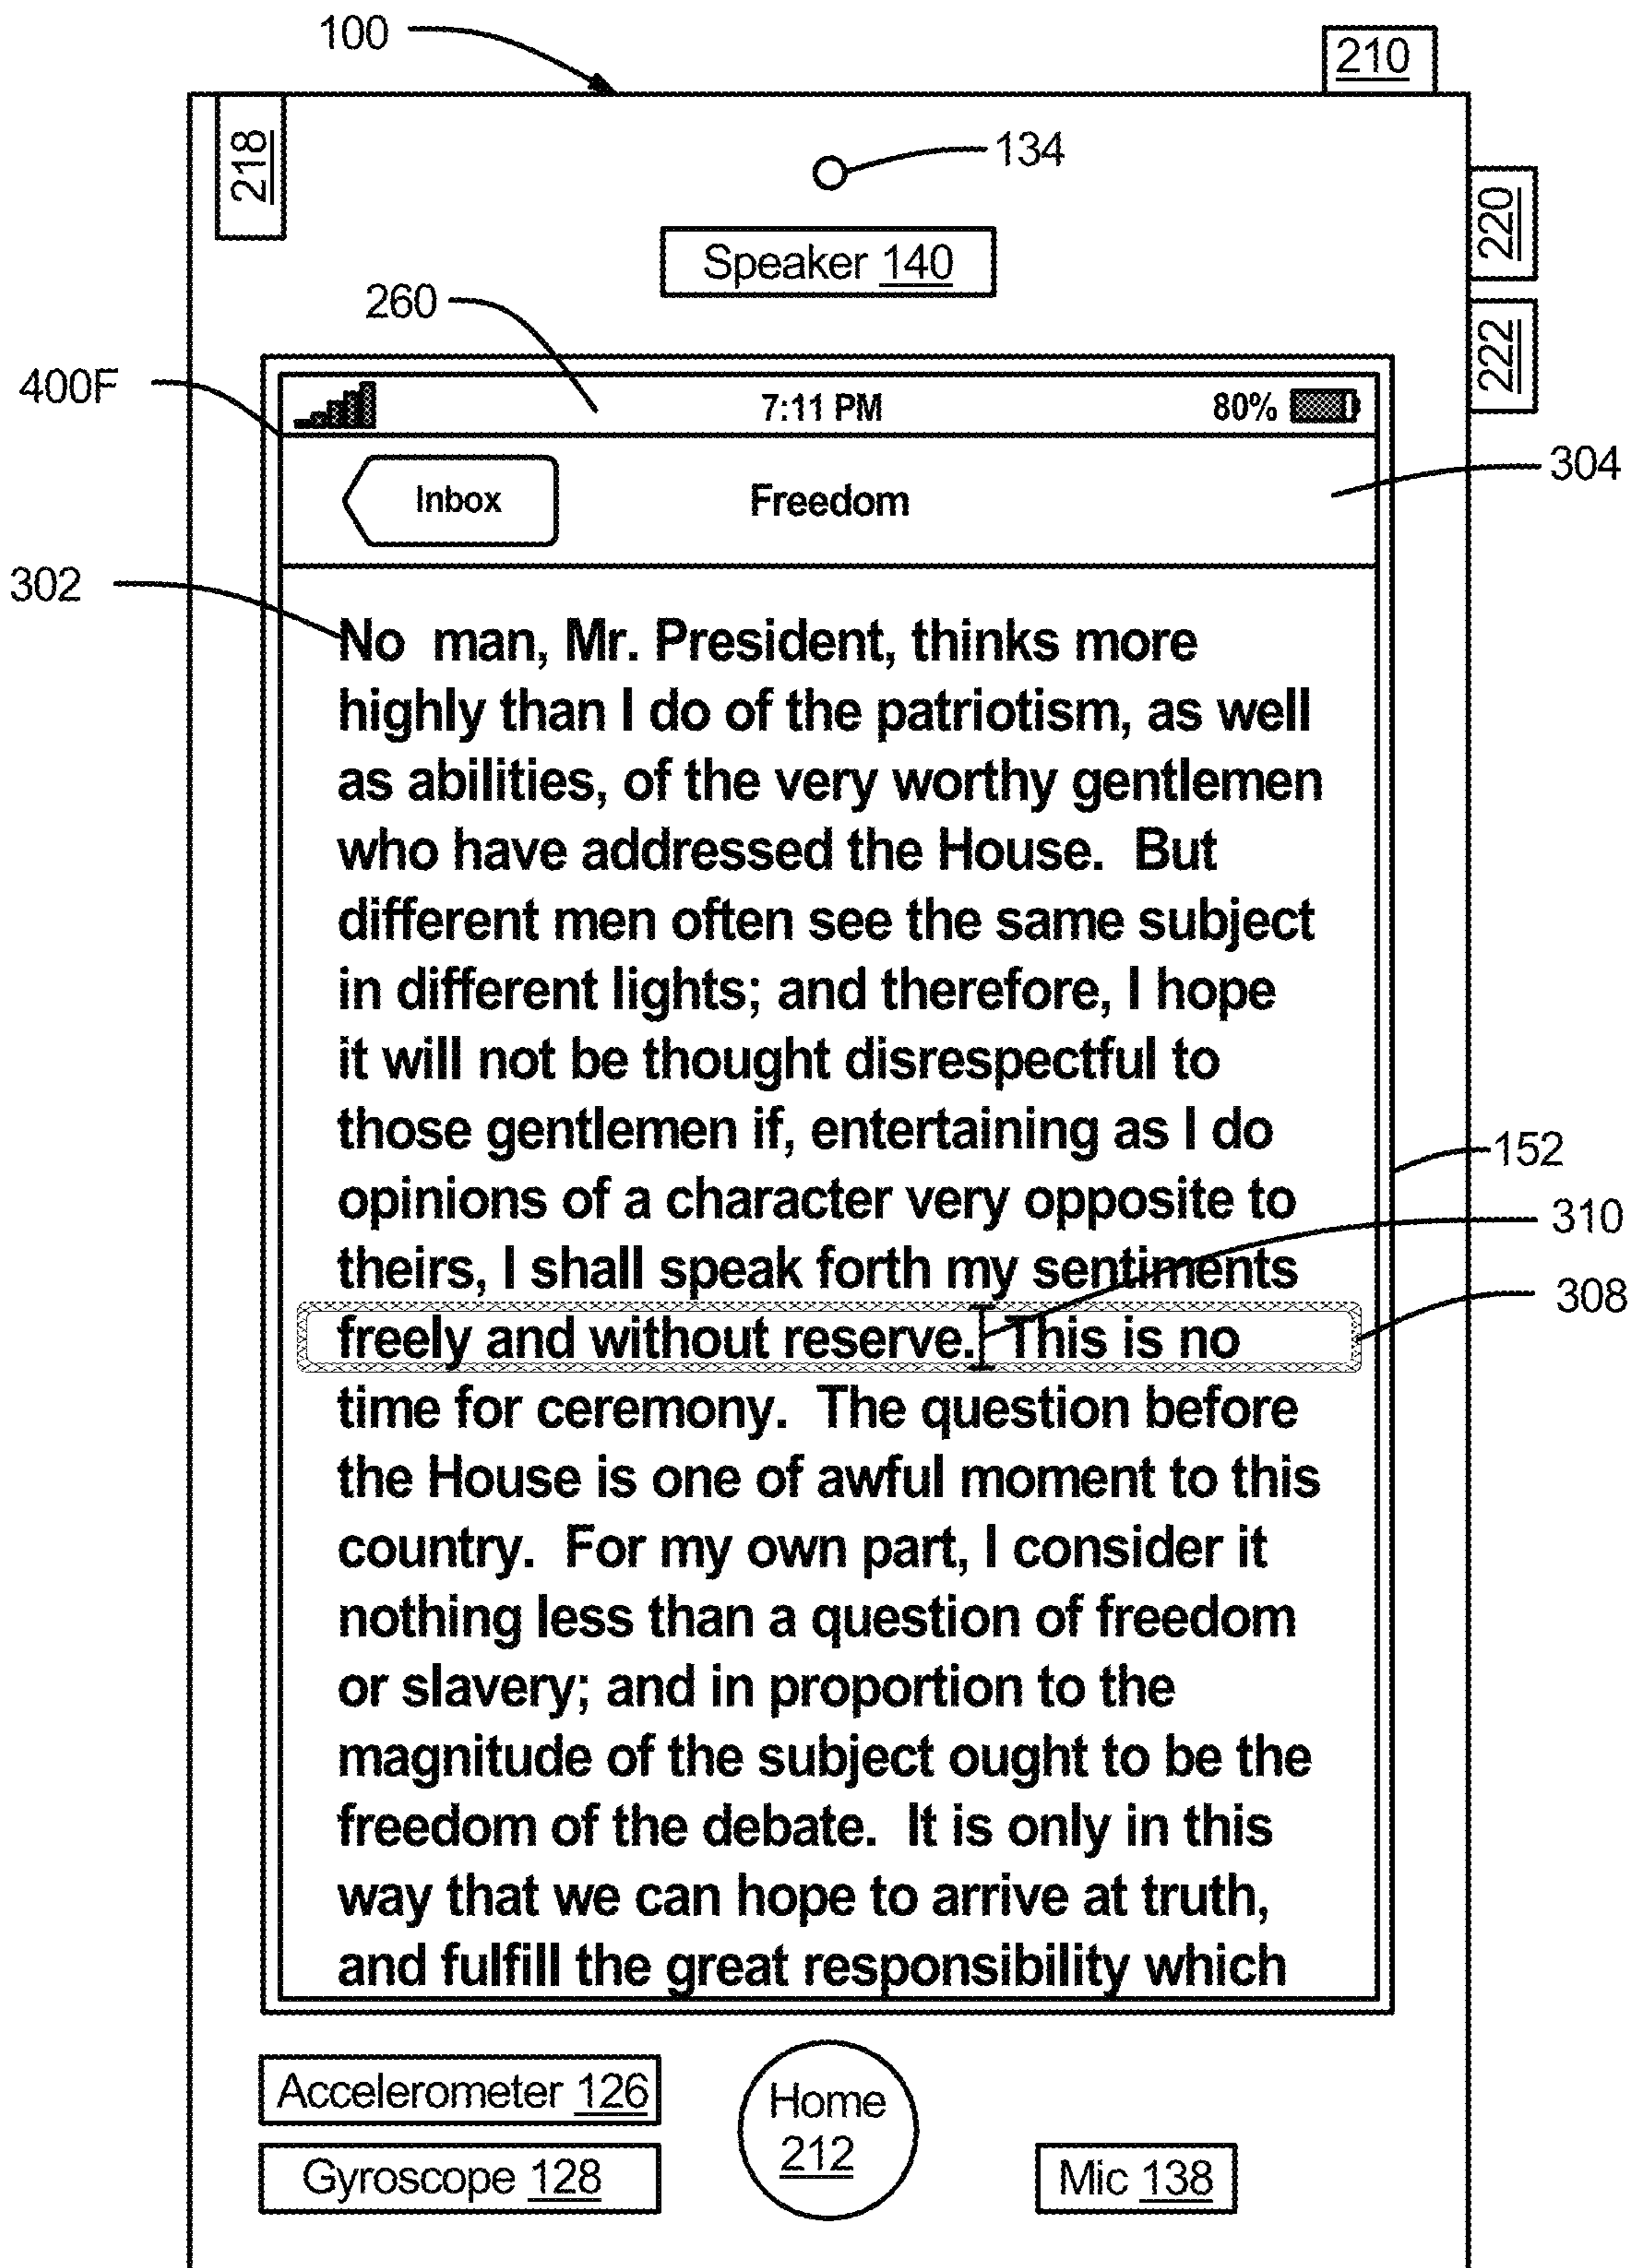 100
210
218
134
220
Speaker 140
260
222
400F
7:11 PM
80%
Inbox
Freedom
304
302
No  man, Mr. President, thinks more
highly than I do of the patriotism, as well
as abilities, of the very worthy gentlemen
who have addressed the House.  But
different men often see the same subject
in different lights; and therefore, I hope
it will not be thought disrespectful to
those gentlemen if, entertaining as I do
152
opinions of a character very opposite to
310
theirs, I shall speak forth my sentiments
308
freely and without reserve.  This is no
time for ceremony.  The question before
the House is one of awful moment to this
country.  For my own part, I consider it
nothing less than a question of freedom
or slavery; and in proportion to the
magnitude of the subject ought to be the
freedom of the debate.  It is only in this
way that we can hope to arrive at truth,
and fulfill the great responsibility which
Accelerometer 126
Home
212
Gyroscope 128
Mic 138